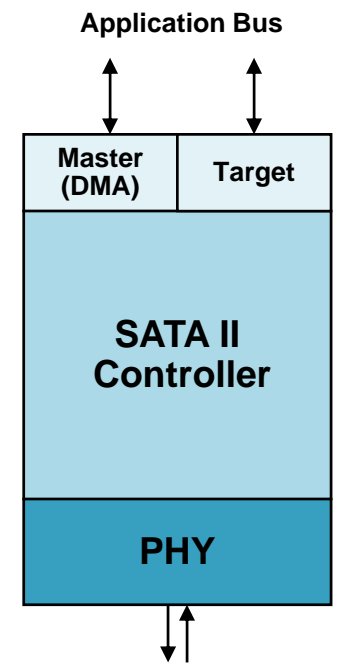 Application Bus
Master
(DMA)
Target
SATA II
Controller
PHY